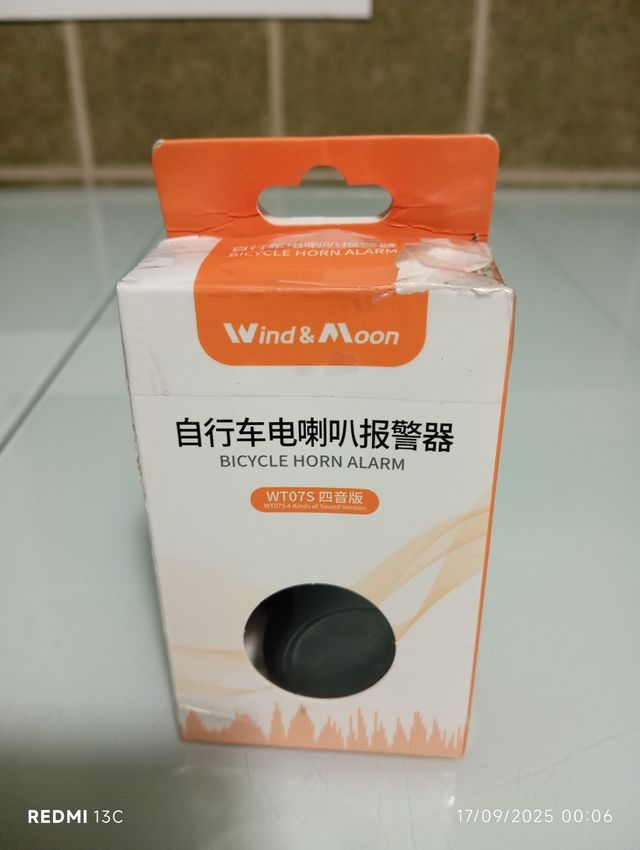 自行车电喇叭报警器
BICYCLE HORN ALARM
Wind & Moon
自行车电喇叭报警器
BICYCLE HORN ALARM
WT07S 四音版
WT07S 4 Kinds of Sound Version
REDMI 13C
17/09/2025 00:06